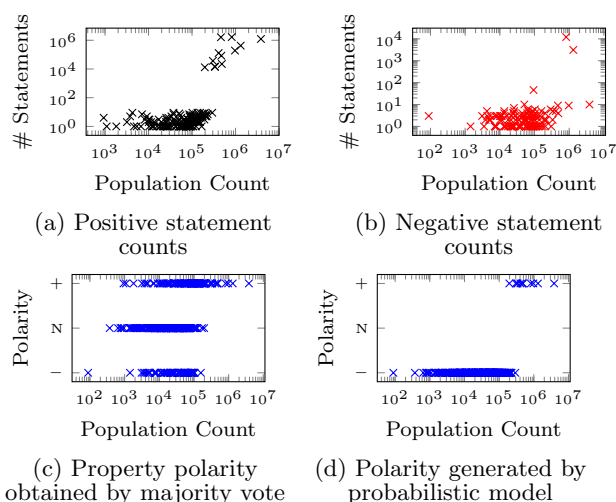 # Statements
10^6
10^4
10^2
10^0
10^3 10^4 10^5 10^6 10^7
Population Count
(a) Positive statement
counts
# Statements
10^4
10^3
10^2
10^1
10^0
10^2 10^3 10^4 10^5 10^6 10^7
Population Count
(b) Negative statement
counts
Polarity
+
N
−
10^2 10^3 10^4 10^5 10^6 10^7
Population Count
(c) Property polarity
obtained by majority vote
Polarity
+
N
−
10^2 10^3 10^4 10^5 10^6 10^7
Population Count
(d) Polarity generated by
probabilistic model